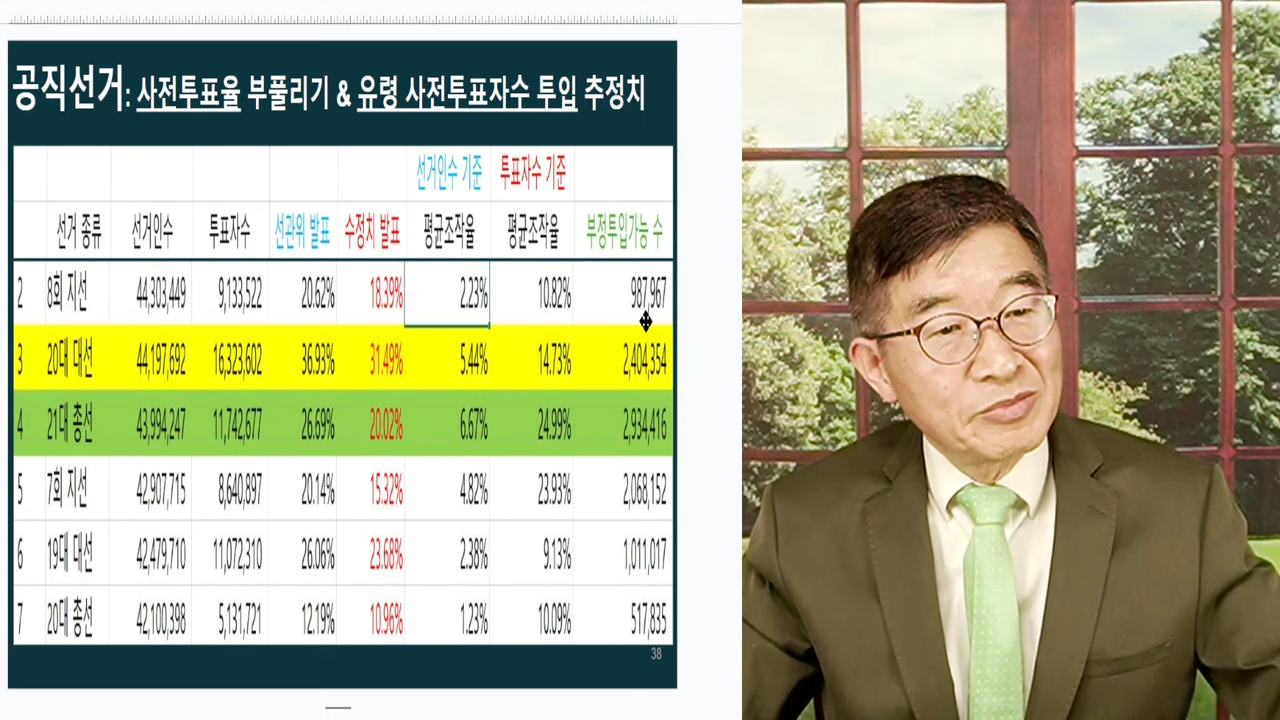 공직선거: 사전투표율 부풀리기 & 유령 사전투표자수 투입 추정치
선거인수 기준 투표자수 기준
선거 종류 선거인수 투표자수 선관위 발표 수정치 발표 평균조작율 평균조작율 부정투입가능 수
2 8회 지선 44,303,449 9,133,522 20.62% 18.39% 2.23% 10.82% 987,967
3 20대 대선 44,197,692 16,323,602 36.93% 31.49% 5.44% 14.73% 2,404,354
4 21대 총선 43,994,247 11,742,677 26.69% 20.02% 6.67% 24.99% 2,934,416
5 7회 지선 42,907,715 8,640,897 20.14% 15.32% 4.82% 23.93% 2,068,152
6 19대 대선 42,479,710 11,072,310 26.06% 23.68% 2.38% 9.13% 1,011,017
7 20대 총선 42,100,398 5,131,721 12.19% 10.96% 1.23% 10.09% 517,835
38